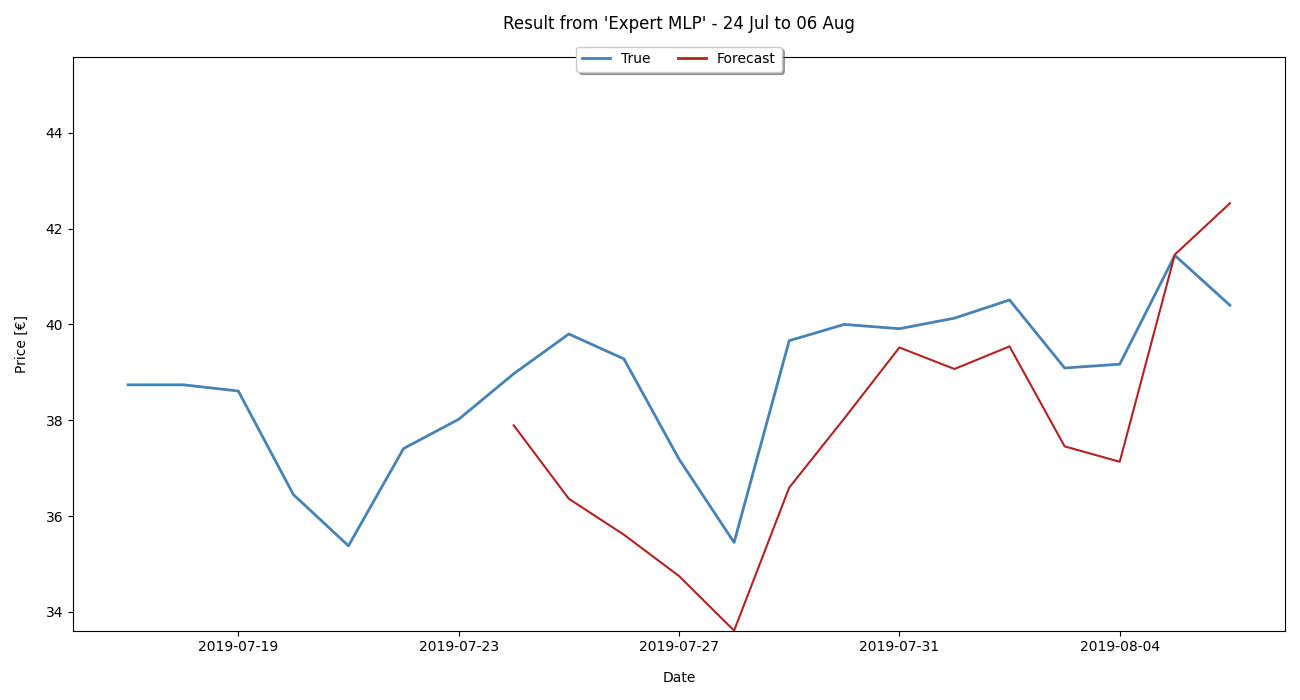 Result from 'Expert MLP' - 24 Jul to 06 Aug
True Forecast
Price [€]
44
42
40
38
36
34
2019-07-19 2019-07-23 2019-07-27 2019-07-31 2019-08-04
Date